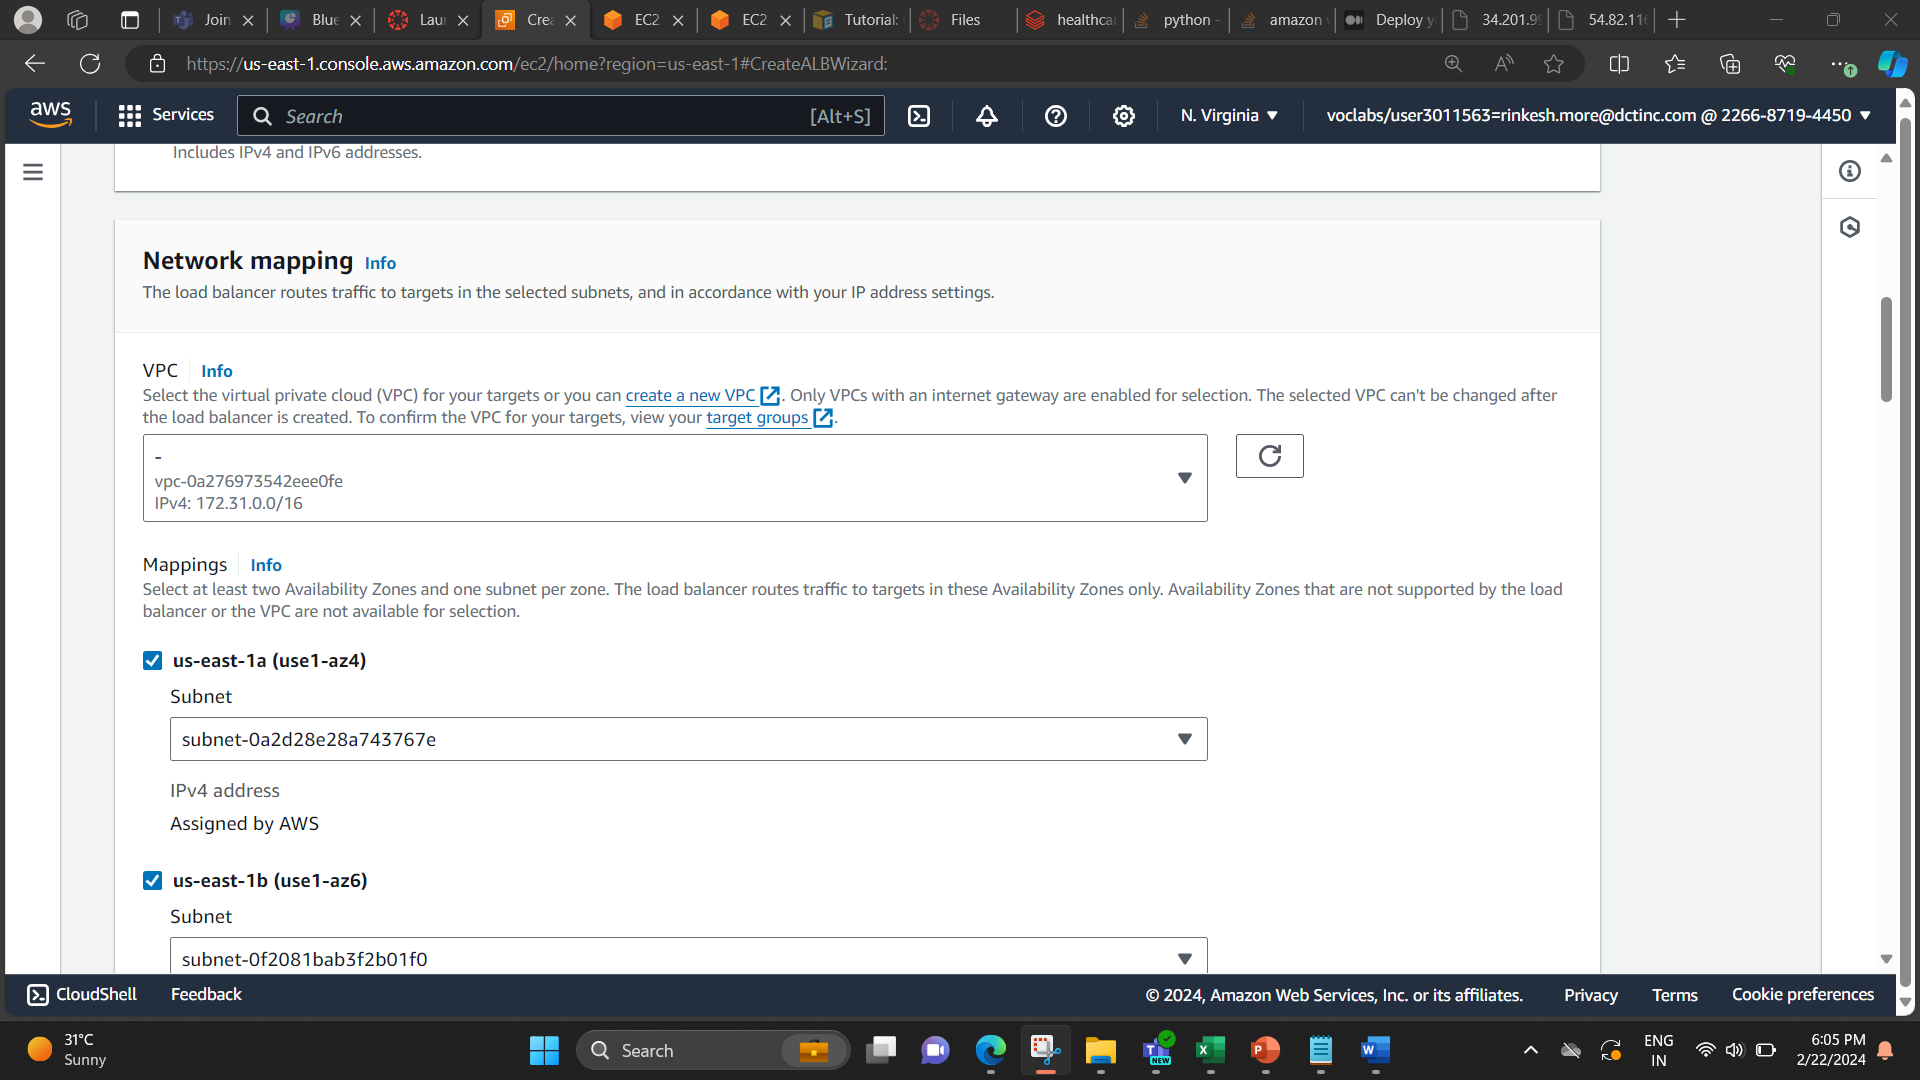 Join
Blue
Laun
Crea
EC2
EC2
Tutorial:
Files
healthcar
python -
amazon w
Deploy yo
34.201.99
54.82.116
https://us-east-1.console.aws.amazon.com/ec2/home?region=us-east-1#CreateALBWizard:
aws
Services
Search
[Alt+S]
N. Virginia
voclabs/user3011563=rinkesh.more@dctinc.com @ 2266-8719-4450
Includes IPv4 and IPv6 addresses.
Network mapping Info
The load balancer routes traffic to targets in the selected subnets, and in accordance with your IP address settings.
VPC Info
Select the virtual private cloud (VPC) for your targets or you can create a new VPC. Only VPCs with an internet gateway are enabled for selection. The selected VPC can't be changed after
the load balancer is created. To confirm the VPC for your targets, view your target groups.
-
vpc-0a276973542eee0fe
IPv4: 172.31.0.0/16
Mappings Info
Select at least two Availability Zones and one subnet per zone. The load balancer routes traffic to targets in these Availability Zones only. Availability Zones that are not supported by the load
balancer or the VPC are not available for selection.
us-east-1a (use1-az4)
Subnet
subnet-0a2d28e28a743767e
IPv4 address
Assigned by AWS
us-east-1b (use1-az6)
Subnet
subnet-0f2081bab3f2b01f0
CloudShell
Feedback
© 2024, Amazon Web Services, Inc. or its affiliates.
Privacy
Terms
Cookie preferences
31°C
Sunny
Search
NEW
ENG
IN
6:05 PM
2/22/2024